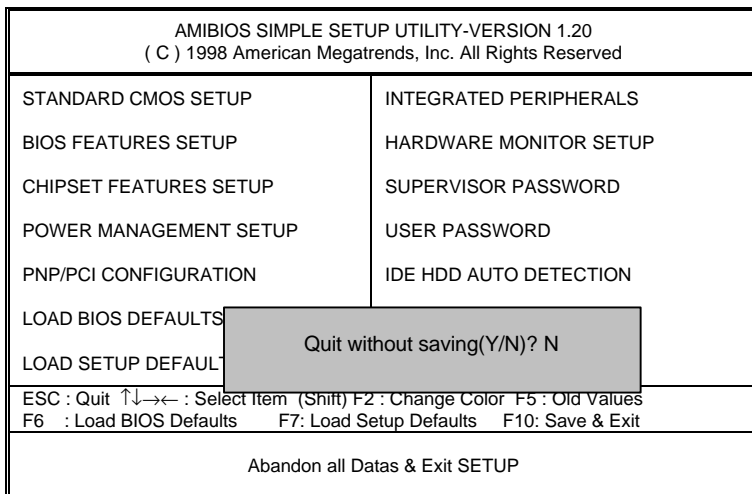 AMIBIOS SIMPLE SETUP UTILITY-VERSION 1.20
( C ) 1998 American Megatrends, Inc. All Rights Reserved
STANDARD CMOS SETUP
BIOS FEATURES SETUP
CHIPSET FEATURES SETUP
POWER MANAGEMENT SETUP
PNP/PCI CONFIGURATION
LOAD BIOS DEFAULTS
LOAD SETUP
INTEGRATED PERIPHERALS
HARDWARE MONITOR SETUP
SUPERVISOR PASSWORD
USER PASSWORD
IDE HDD AUTO DETECTION
Quit without saving(Y/N)? N
ESC : Quit ↑↓→← : Select Item (Shift) F2 : Change Color F5 : Old Values
F6 : Load BIOS Defaults F7: Load Setup Defaults F10: Save & Exit
Abandon all Datas & Exit SETUP